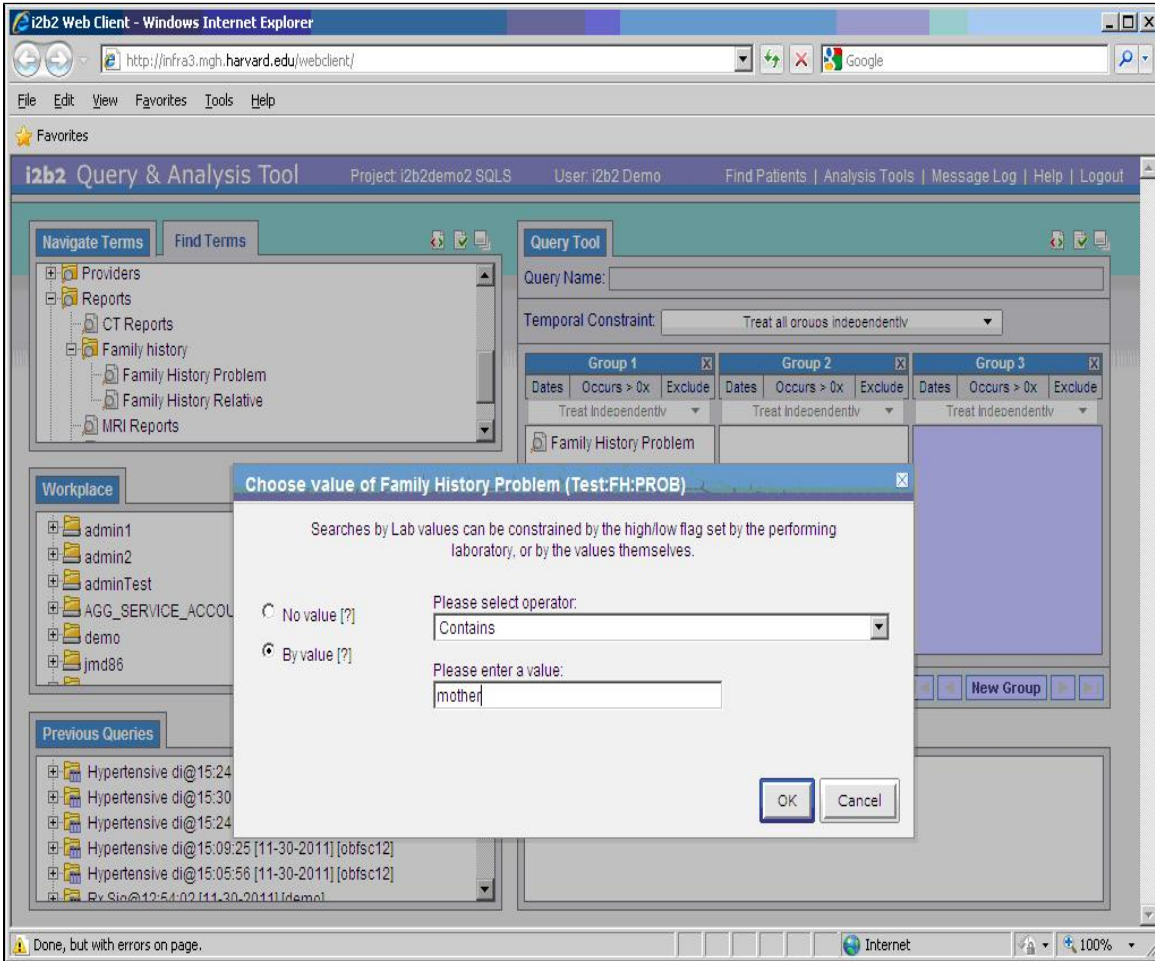 i2b2 Web Client - Windows Internet Explorer
http://infra3.mgh.harvard.edu/webclient/
Google
File Edit View Favorites Tools Help
Favorites
i2b2 Query & Analysis Tool Project: i2b2demo2 SQLS User: i2b2 Demo Find Patients | Analysis Tools | Message Log | Help | Logout
Navigate Terms Find Terms
Providers
Reports
CT Reports
Family history
Family History Problem
Family History Relative
MRI Reports
Query Tool
Query Name:
Temporal Constraint: Treat all groups independently
Group 1 Group 2 Group 3
Dates Occurs > 0x Exclude Dates Occurs > 0x Exclude Dates Occurs > 0x Exclude
Treat Independently Treat Independently Treat Independently
Family History Problem
New Group
Workplace
admin1
admin2
adminTest
AGG_SERVICE_ACCOU
demo
jmd86
Choose value of Family History Problem (Test:FH:PROB)
Searches by Lab values can be constrained by the high/low flag set by the performing
laboratory, or by the values themselves.
No value [?]
By value [?]
Please select operator:
Contains
Please enter a value:
mother
OK Cancel
Previous Queries
Hypertensive di@15:24
Hypertensive di@15:30
Hypertensive di@15:24
Hypertensive di@15:09:25 [11-30-2011] [obfsc12]
Hypertensive di@15:05:56 [11-30-2011] [obfsc12]
Rx Sig@12:54:02 [11-30-2011] [demo]
Done, but with errors on page. Internet 100%